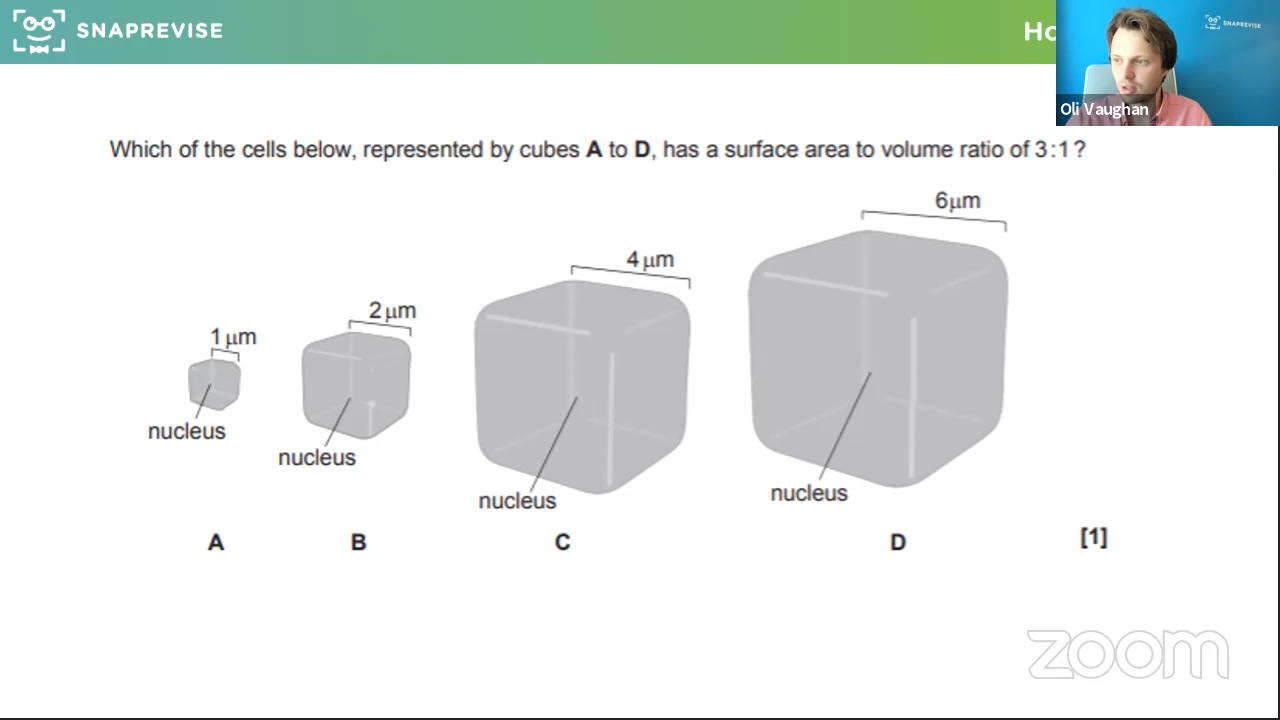 SNAPREVISE
SNAPREVISE
Oli Vaughan
Which of the cells below, represented by cubes A to D, has a surface area to volume ratio of 3:1?
6μm
4μm
2μm
1μm
nucleus
nucleus
nucleus
nucleus
A B C D [1]
zoom